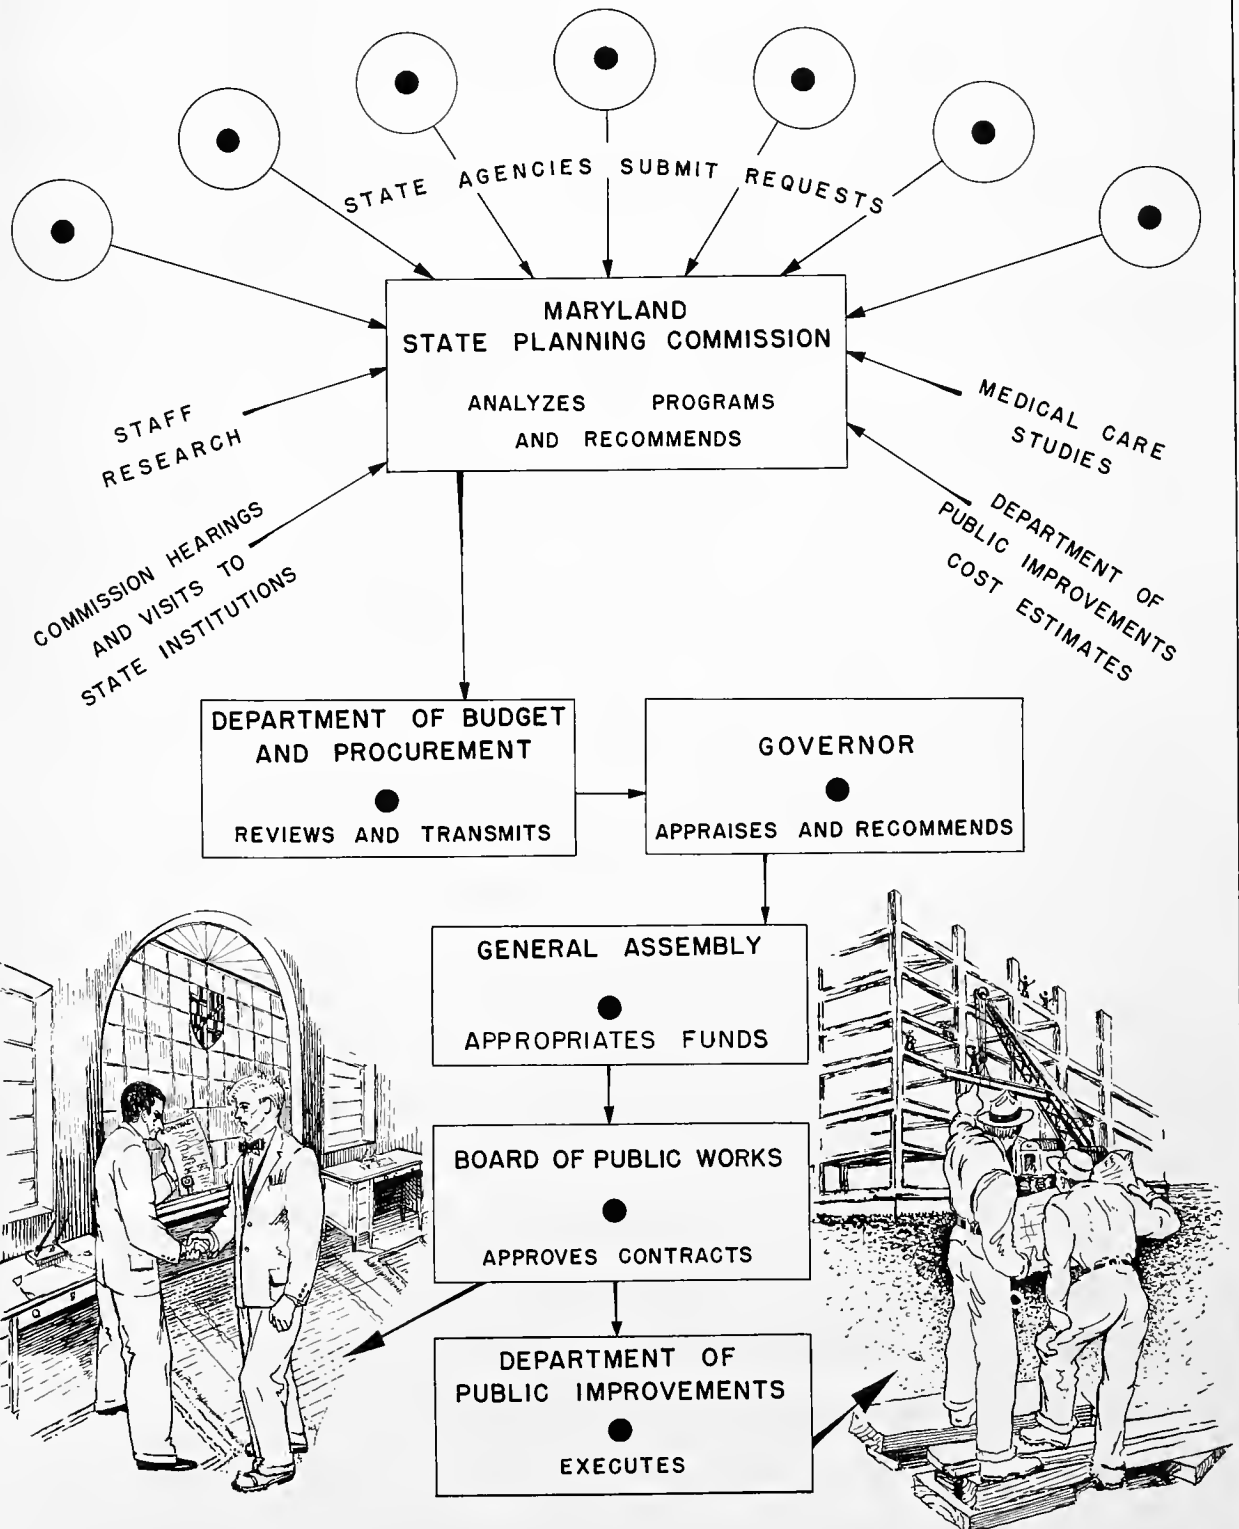 STATE AGENCIES SUBMIT REQUESTS
MARYLAND
STATE PLANNING COMMISSION
ANALYZES PROGRAMS
AND RECOMMENDS
STAFF
RESEARCH
COMMISSION HEARINGS
AND VISITS TO
STATE INSTITUTIONS
MEDICAL CARE
STUDIES
DEPARTMENT OF
PUBLIC IMPROVEMENTS
COST ESTIMATES
DEPARTMENT OF BUDGET
AND PROCUREMENT
REVIEWS AND TRANSMITS
GOVERNOR
APPRAISES AND RECOMMENDS
GENERAL ASSEMBLY
APPROPRIATES FUNDS
BOARD OF PUBLIC WORKS
APPROVES CONTRACTS
DEPARTMENT OF
PUBLIC IMPROVEMENTS
EXECUTES
CONTRACT